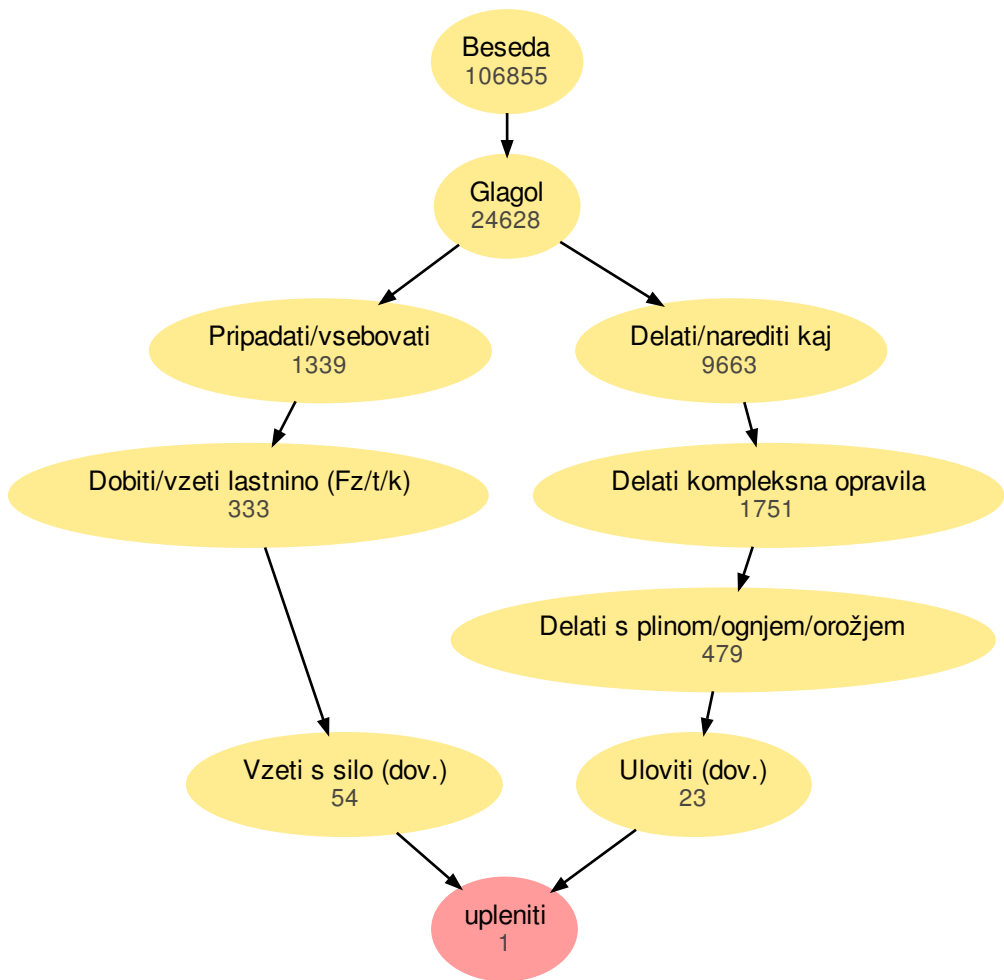 Beseda
106855
Glagol
24628
Pripadati/vsebovati
1339
Delati/narediti kaj
9663
Dobiti/vzeti lastnino (Fz/t/k)
333
Delati kompleksna opravila
1751
Delati s plinom/ognjem/orožjem
479
Vzeti s silo (dov.)
54
Uloviti (dov.)
23
upleniti
1